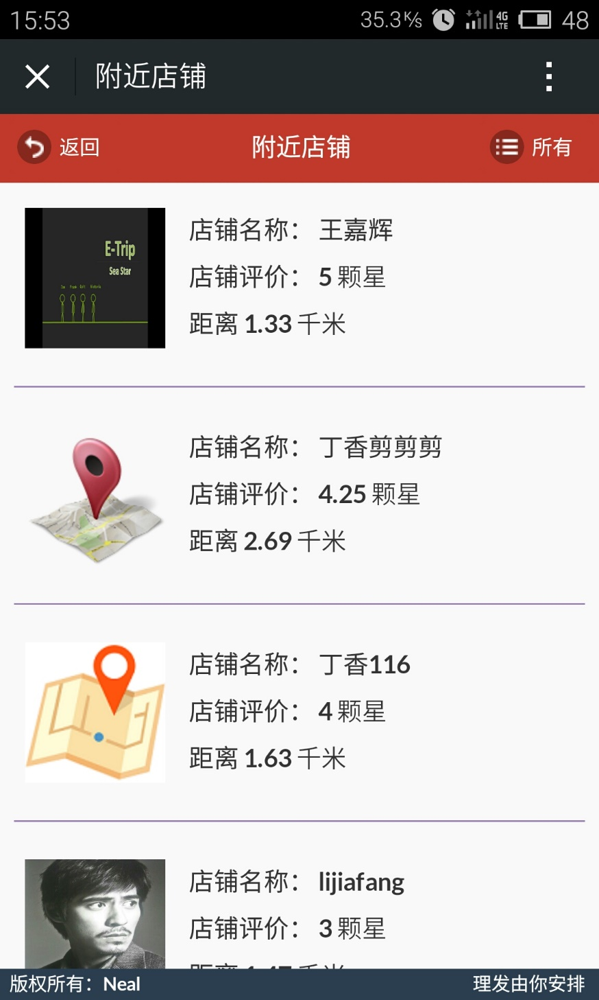 15:53 35.3K/s 4G LTE 48
附近店铺
返回 附近店铺 所有
E-Trip
Sea Star
店铺名称： 王嘉辉
店铺评价： 5 颗星
距离 1.33 千米
店铺名称： 丁香剪剪剪
店铺评价： 4.25 颗星
距离 2.69 千米
店铺名称： 丁香116
店铺评价： 4 颗星
距离 1.63 千米
店铺名称： lijiafang
店铺评价： 3 颗星
版权所有：Neal 理发由你安排